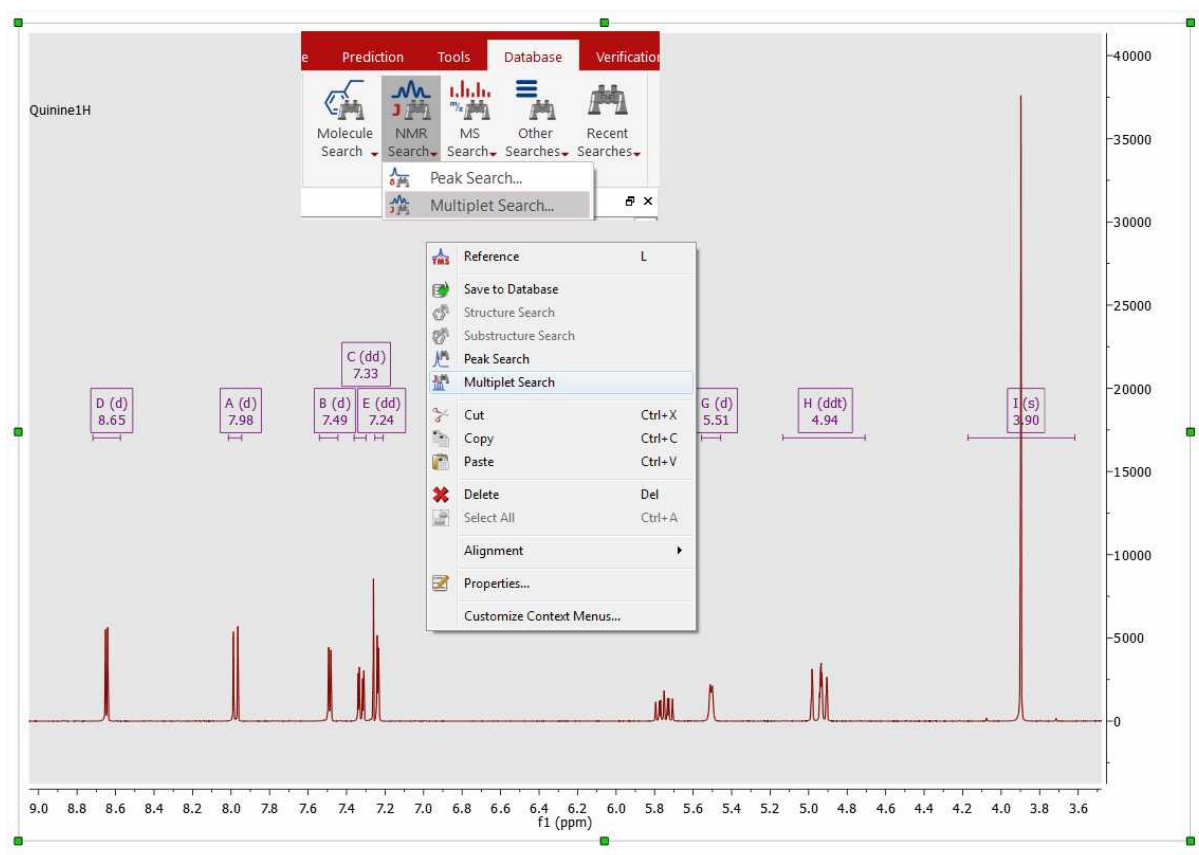 e Prediction Tools Database Verification
Quinine1H
Molecule NMR MS Other Recent
Search Search Search Searches Searches
Peak Search...
Multiplet Search...
Reference L
Save to Database
Structure Search
Substructure Search
Peak Search
Multiplet Search
Cut Ctrl+X
Copy Ctrl+C
Paste Ctrl+V
Delete Del
Select All Ctrl+A
Alignment
Properties...
Customize Context Menus...
C (dd)
7.33
D (d)
8.65
A (d)
7.98
B (d)
7.49
E (dd)
7.24
G (d)
5.51
H (ddt)
4.94
I (s)
3.90
40000
35000
30000
25000
20000
15000
10000
5000
0
9.0 8.8 8.6 8.4 8.2 8.0 7.8 7.6 7.4 7.2 7.0 6.8 6.6 6.4 6.2 6.0 5.8 5.6 5.4 5.2 5.0 4.8 4.6 4.4 4.2 4.0 3.8 3.6
f1 (ppm)